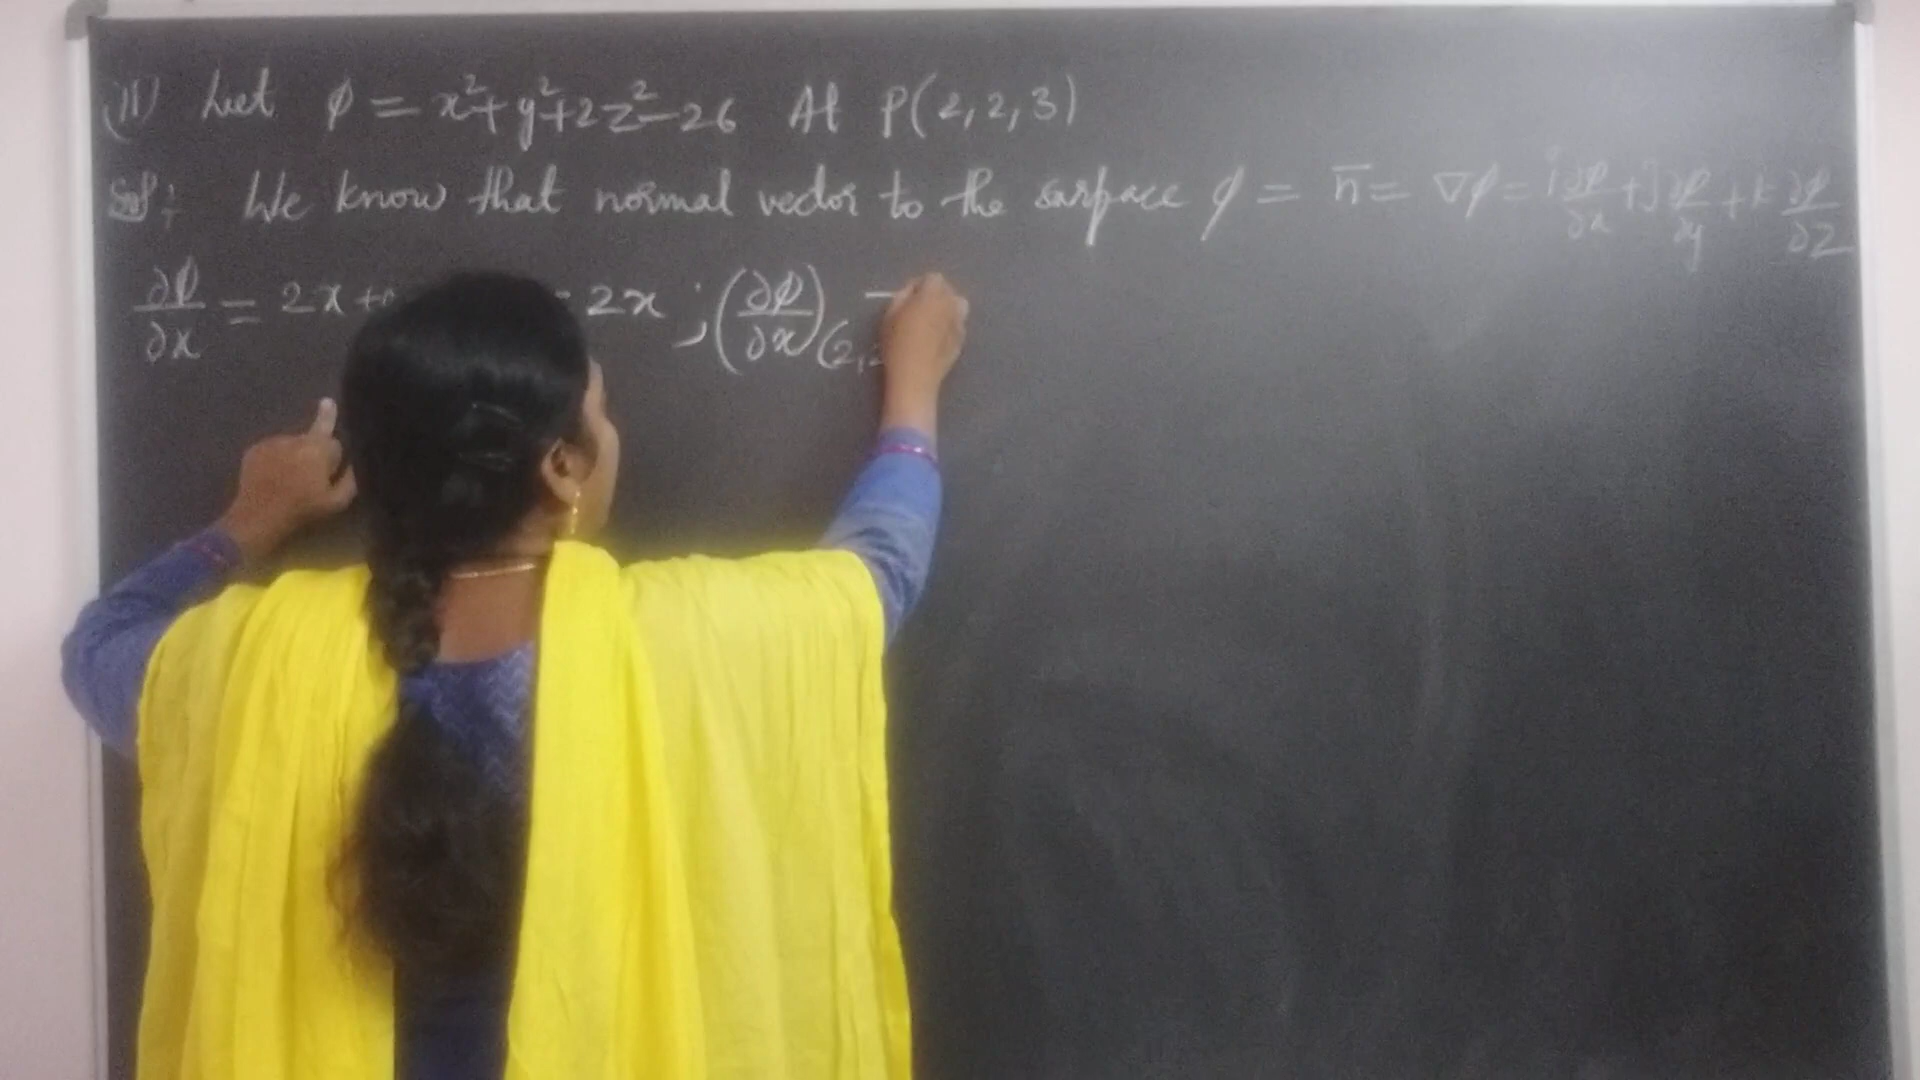 (11) Let φ = x²+y²+2z²-26 At P(2,2,3)
Sol: We know that normal vector to the surface φ = n̄ = ∇φ = i ∂φ/∂x + j ∂φ/∂y + k ∂φ/∂z
∂φ/∂x = 2x+ = 2x ; (∂φ/∂x)(2,